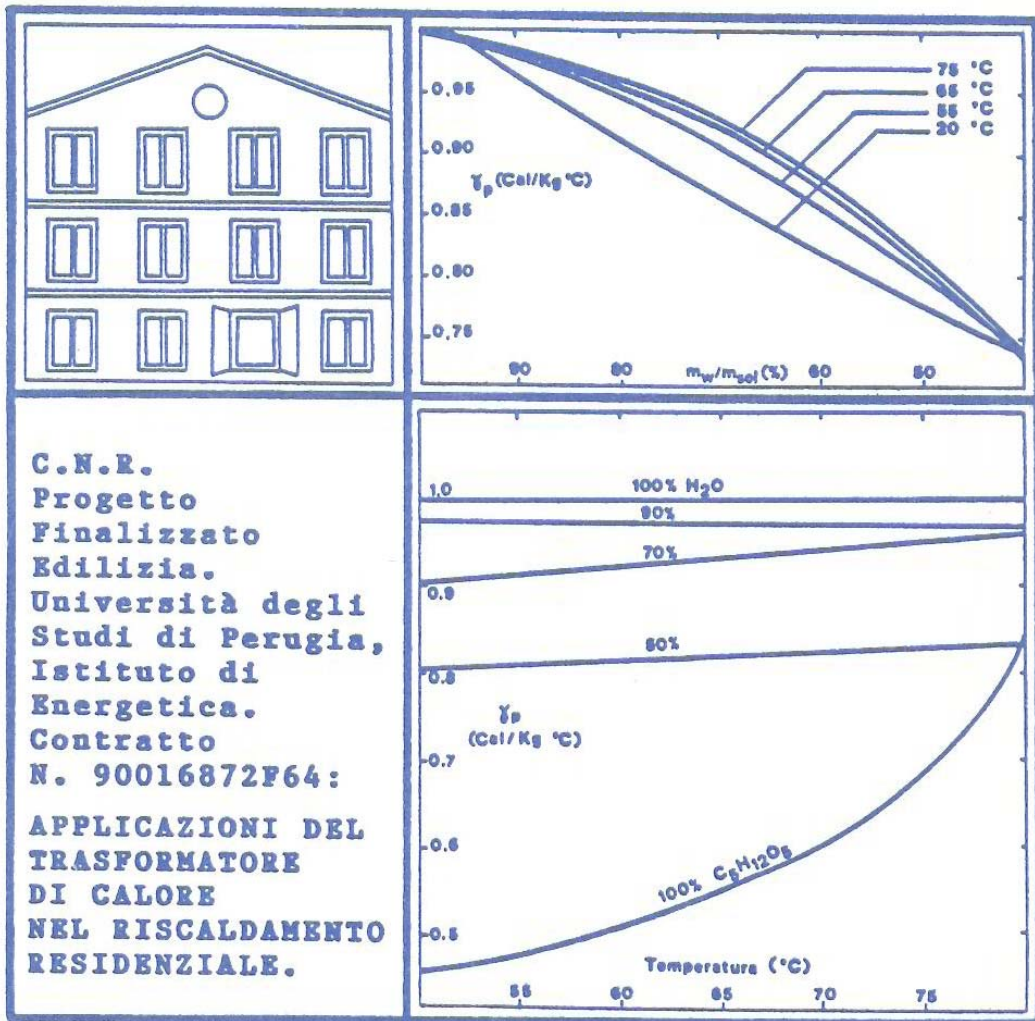 75 °C
65 °C
55 °C
20 °C
0,95
0,90
γp (Cal/Kg °C)
0,85
0,80
0,75
90 80 mw/msol (%) 60 50
C.N.R.
Progetto
Finalizzato
Edilizia.
Università degli
Studi di Perugia,
Istituto di
Energetica.
Contratto
N. 90016872F64:
APPLICAZIONI DEL
TRASFORMATORE
DI CALORE
NEL RISCALDAMENTO
RESIDENZIALE.
1.0
100% H₂O
90%
70%
0.9
50%
0.8
γp
(Cal/Kg °C)
0.7
0.6
100% C₅H₁₂O₅
0.5
Temperatura (°C)
55 60 65 70 75